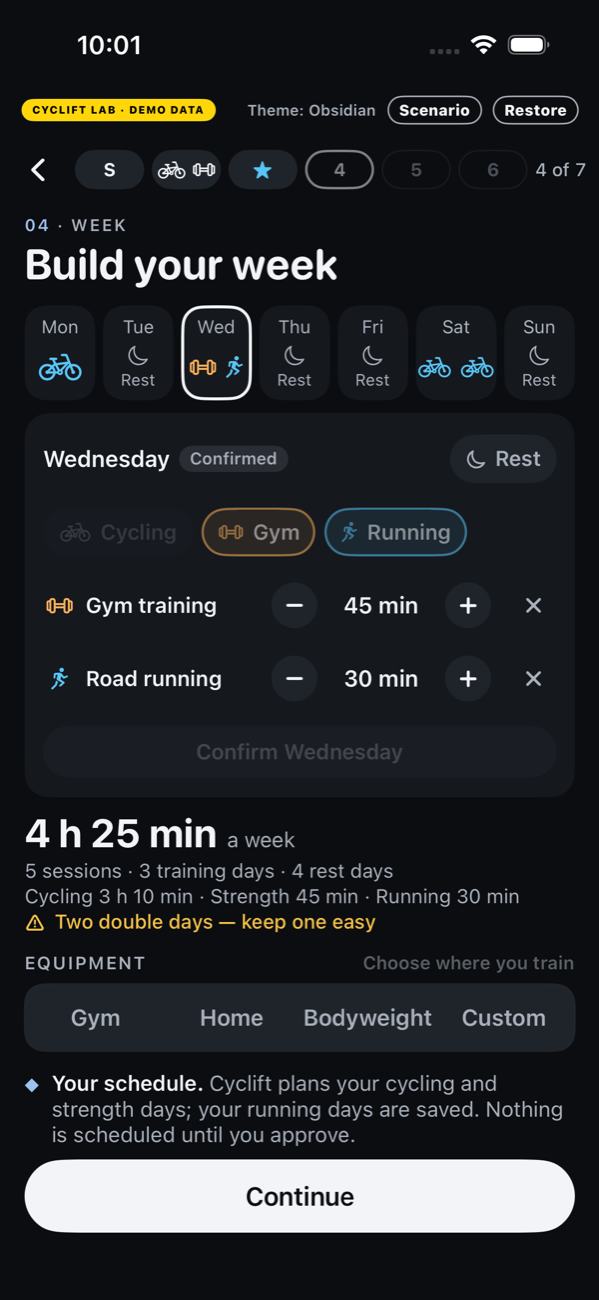 10:01
CYCLIFT LAB · DEMO DATA
Theme: Obsidian
Scenario
Restore
S
4
5
6
4 of 7
04 · WEEK
Build your week
Mon
Tue
Rest
Wed
Thu
Rest
Fri
Rest
Sat
Sun
Rest
Wednesday
Confirmed
Rest
Cycling
Gym
Running
Gym training
− 45 min +
×
Road running
− 30 min +
×
Confirm Wednesday
4 h 25 min a week
5 sessions · 3 training days · 4 rest days
Cycling 3 h 10 min · Strength 45 min · Running 30 min
Two double days — keep one easy
EQUIPMENT
Choose where you train
Gym
Home
Bodyweight
Custom
Your schedule. Cyclift plans your cycling and
strength days; your running days are saved. Nothing
is scheduled until you approve.
Continue